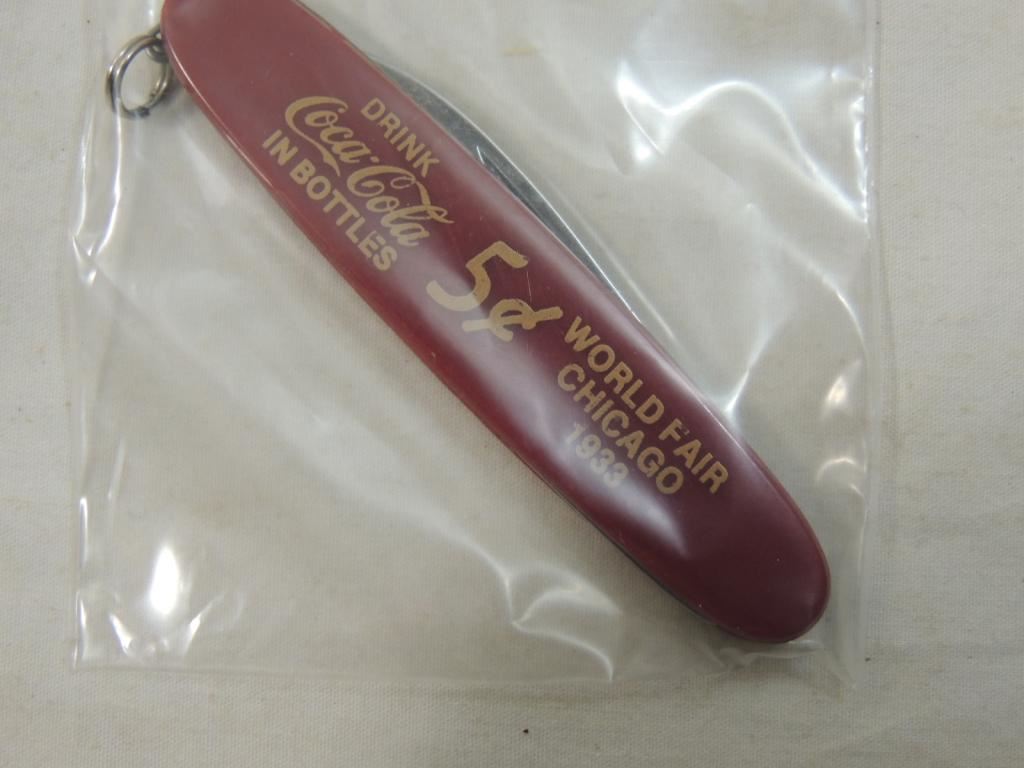 DRINK
Coca-Cola
IN BOTTLES
5¢
WORLD FAIR
CHICAGO
1933